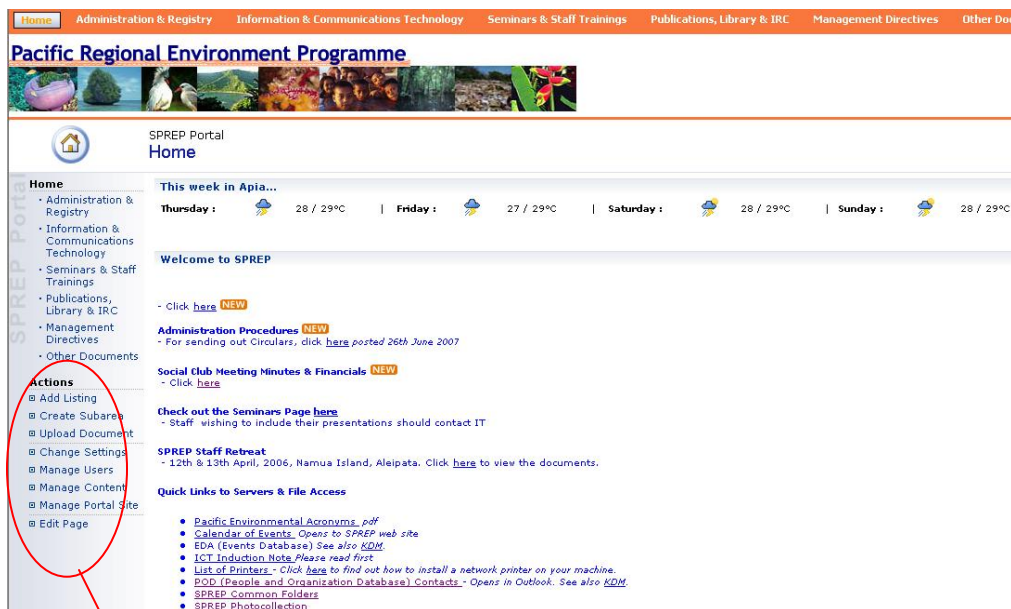 Home Administration & Registry Information & Communications Technology Seminars & Staff Trainings Publications, Library & IRC Management Directives Other Do
Pacific Regional Environment Programme
SPREP Portal
Home
SPREP Portal
Home
· Administration &
Registry
· Information &
Communications
Technology
· Seminars & Staff
Trainings
· Publications,
Library & IRC
· Management
Directives
· Other Documents
Actions
Add Listing
Create Subarea
Upload Document
Change Settings
Manage Users
Manage Content
Manage Portal Site
Edit Page
This week in Apia...
Thursday : 28 / 29ºC | Friday : 27 / 29ºC | Saturday : 28 / 29ºC | Sunday : 28 / 29ºC
Welcome to SPREP
- Click here NEW
Administration Procedures NEW
- For sending out Circulars, click here posted 26th June 2007
Social Club Meeting Minutes & Financials NEW
- Click here
Check out the Seminars Page here
- Staff wishing to include their presentations should contact IT
SPREP Staff Retreat
- 12th & 13th April, 2006, Namua Island, Aleipata. Click here to view the documents.
Quick Links to Servers & File Access
• Pacific Environmental Acronyms pdf
• Calendar of Events Opens to SPREP web site
• EDA (Events Database) See also KDM.
• ICT Induction Note Please read first
• List of Printers - Click here to find out how to install a network printer on your machine.
• POD (People and Organization Database) Contacts - Opens in Outlook. See also KDM.
• SPREP Common Folders
• SPREP Photocollection